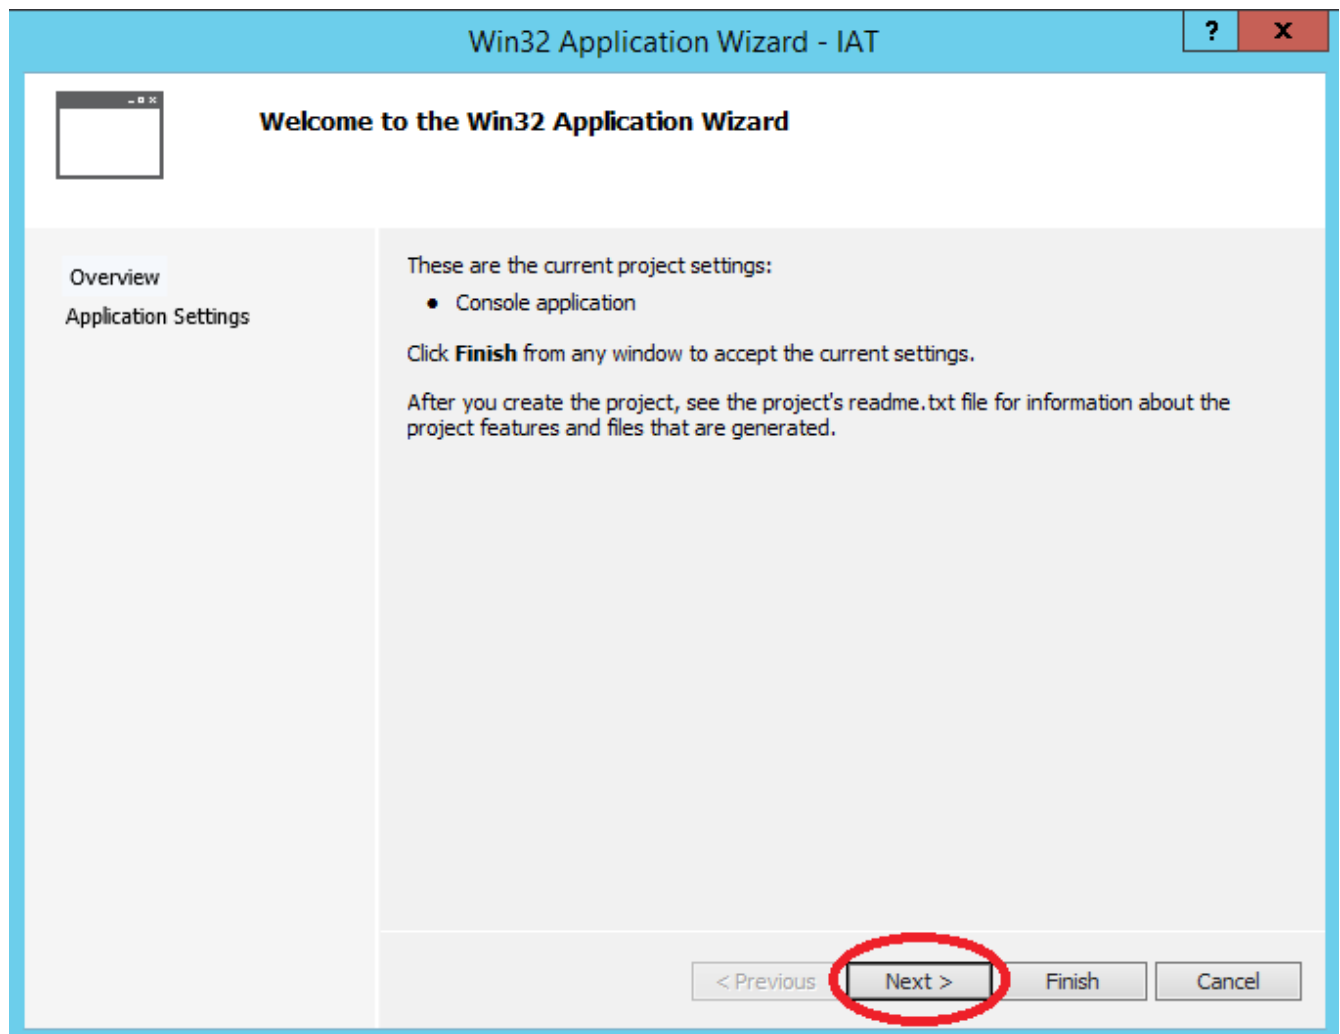 Win32 Application Wizard - IAT
?
x
Welcome to the Win32 Application Wizard
Overview
Application Settings
These are the current project settings:
• Console application
Click Finish from any window to accept the current settings.
After you create the project, see the project's readme.txt file for information about the
project features and files that are generated.
< Previous
Next >
Finish
Cancel